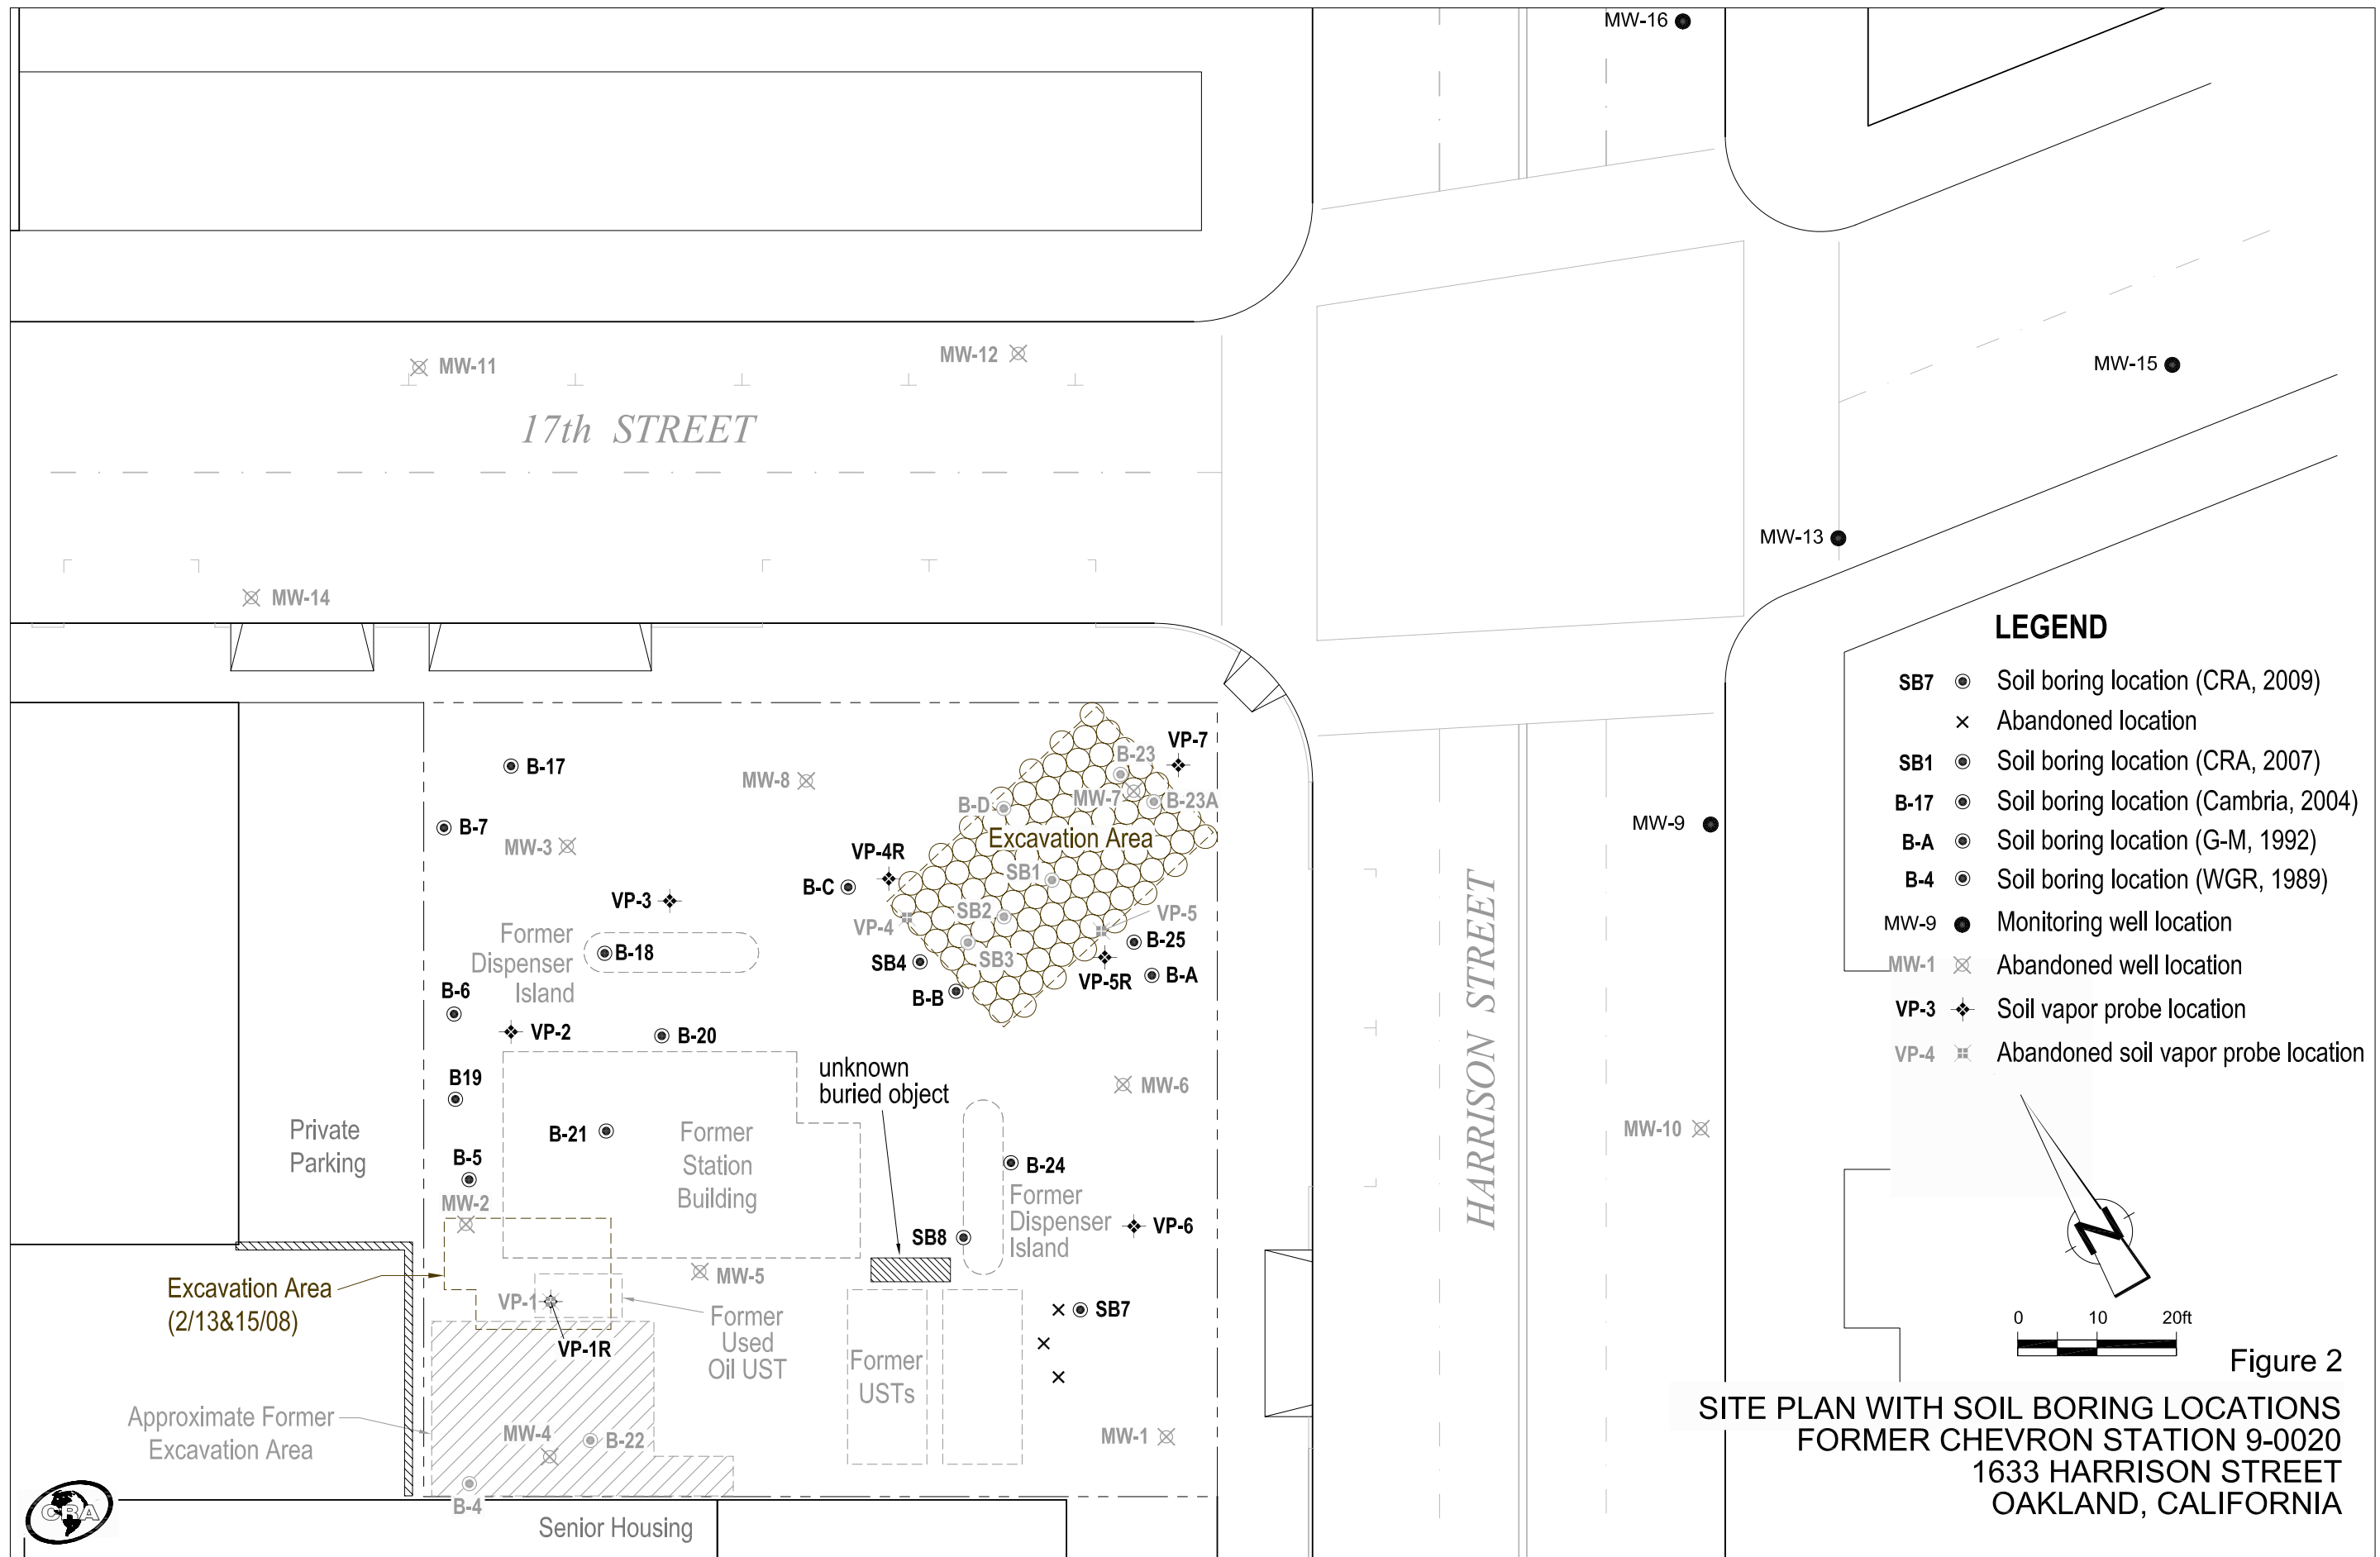 MW-16
MW-11
MW-12
MW-15
17th STREET
MW-13
MW-14
LEGEND
SB7 Soil boring location (CRA, 2009)
Abandoned location
SB1 Soil boring location (CRA, 2007)
B-17 Soil boring location (Cambria, 2004)
B-A Soil boring location (G-M, 1992)
B-4 Soil boring location (WGR, 1989)
MW-9 Monitoring well location
MW-1 Abandoned well location
VP-3 Soil vapor probe location
VP-4 Abandoned soil vapor probe location
VP-7
B-23
B-17
MW-8
MW-7
B-23A
B-D
B-7
MW-9
Excavation Area
MW-3
VP-4R
SB1
B-C
VP-3
SB2
VP-5
VP-4
Former
Dispenser
Island
B-18
B-25
SB4
SB3
B-A
VP-5R
B-B
B-6
VP-2
B-20
HARRISON STREET
unknown
buried object
B19
MW-6
Private
Parking
B-21
Former
Station
Building
MW-10
B-5
B-24
MW-2
Former
Dispenser
Island
VP-6
SB8
MW-5
Excavation Area
(2/13&15/08)
VP-1
VP-1R
Former
Used
Oil UST
SB7
Former
USTs
Approximate Former
Excavation Area
MW-4
B-22
MW-1
B-4
Senior Housing
CRA
N
0 10 20ft
Figure 2
SITE PLAN WITH SOIL BORING LOCATIONS
FORMER CHEVRON STATION 9-0020
1633 HARRISON STREET
OAKLAND, CALIFORNIA